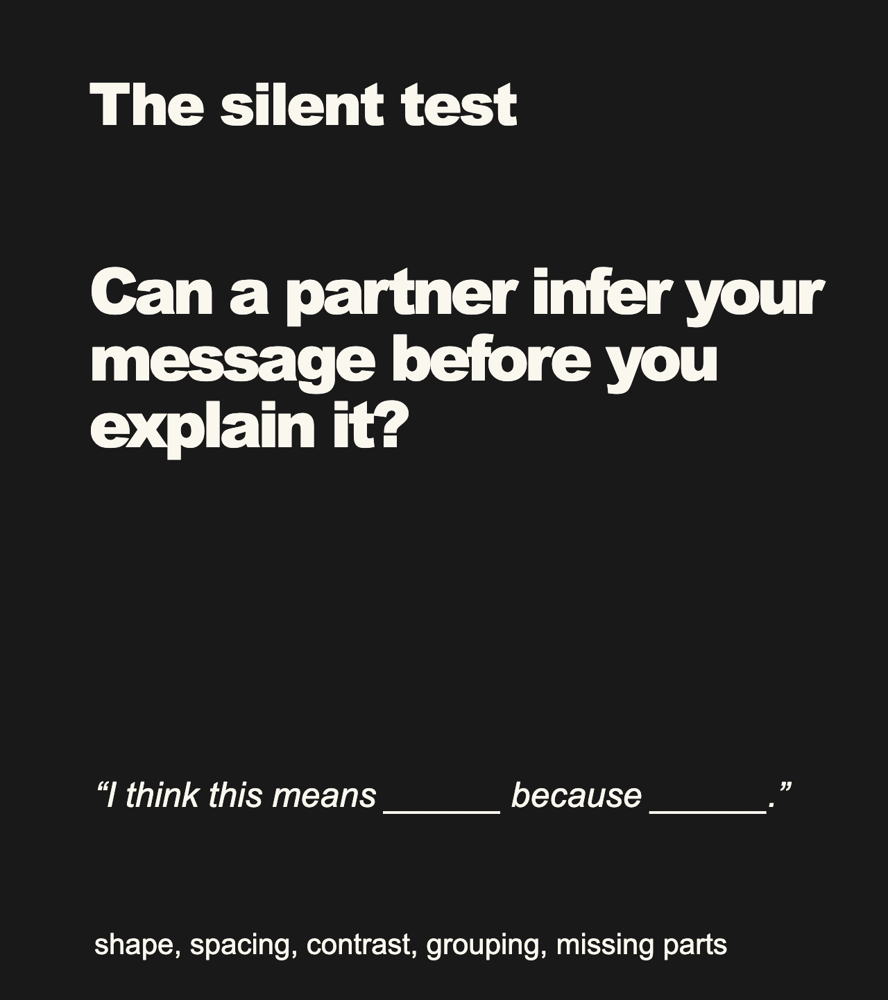 The silent test
Can a partner infer your
message before you
explain it?
“I think this means ______ because ______.”
shape, spacing, contrast, grouping, missing parts